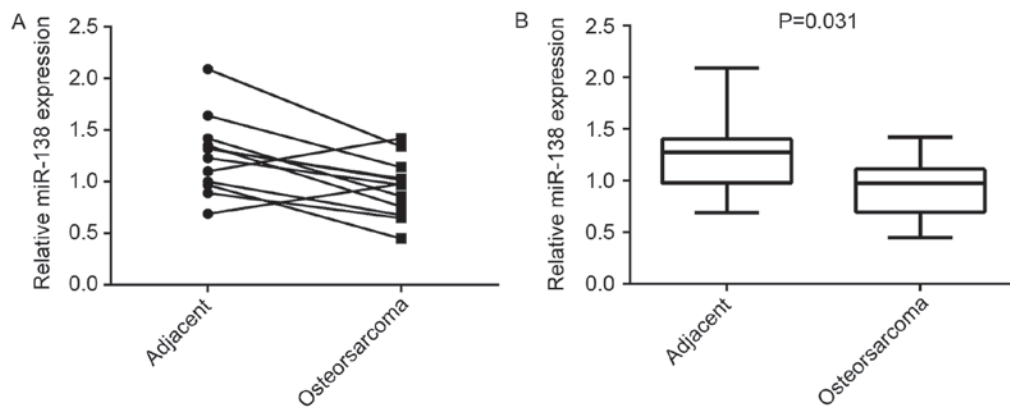 A
Relative miR-138 expression
2.5
2.0
1.5
1.0
0.5
0.0
Adjacent
Osteorsarcoma
B
P=0.031
Relative miR-138 expression
2.5
2.0
1.5
1.0
0.5
0.0
Adjacent
Osteorsarcoma